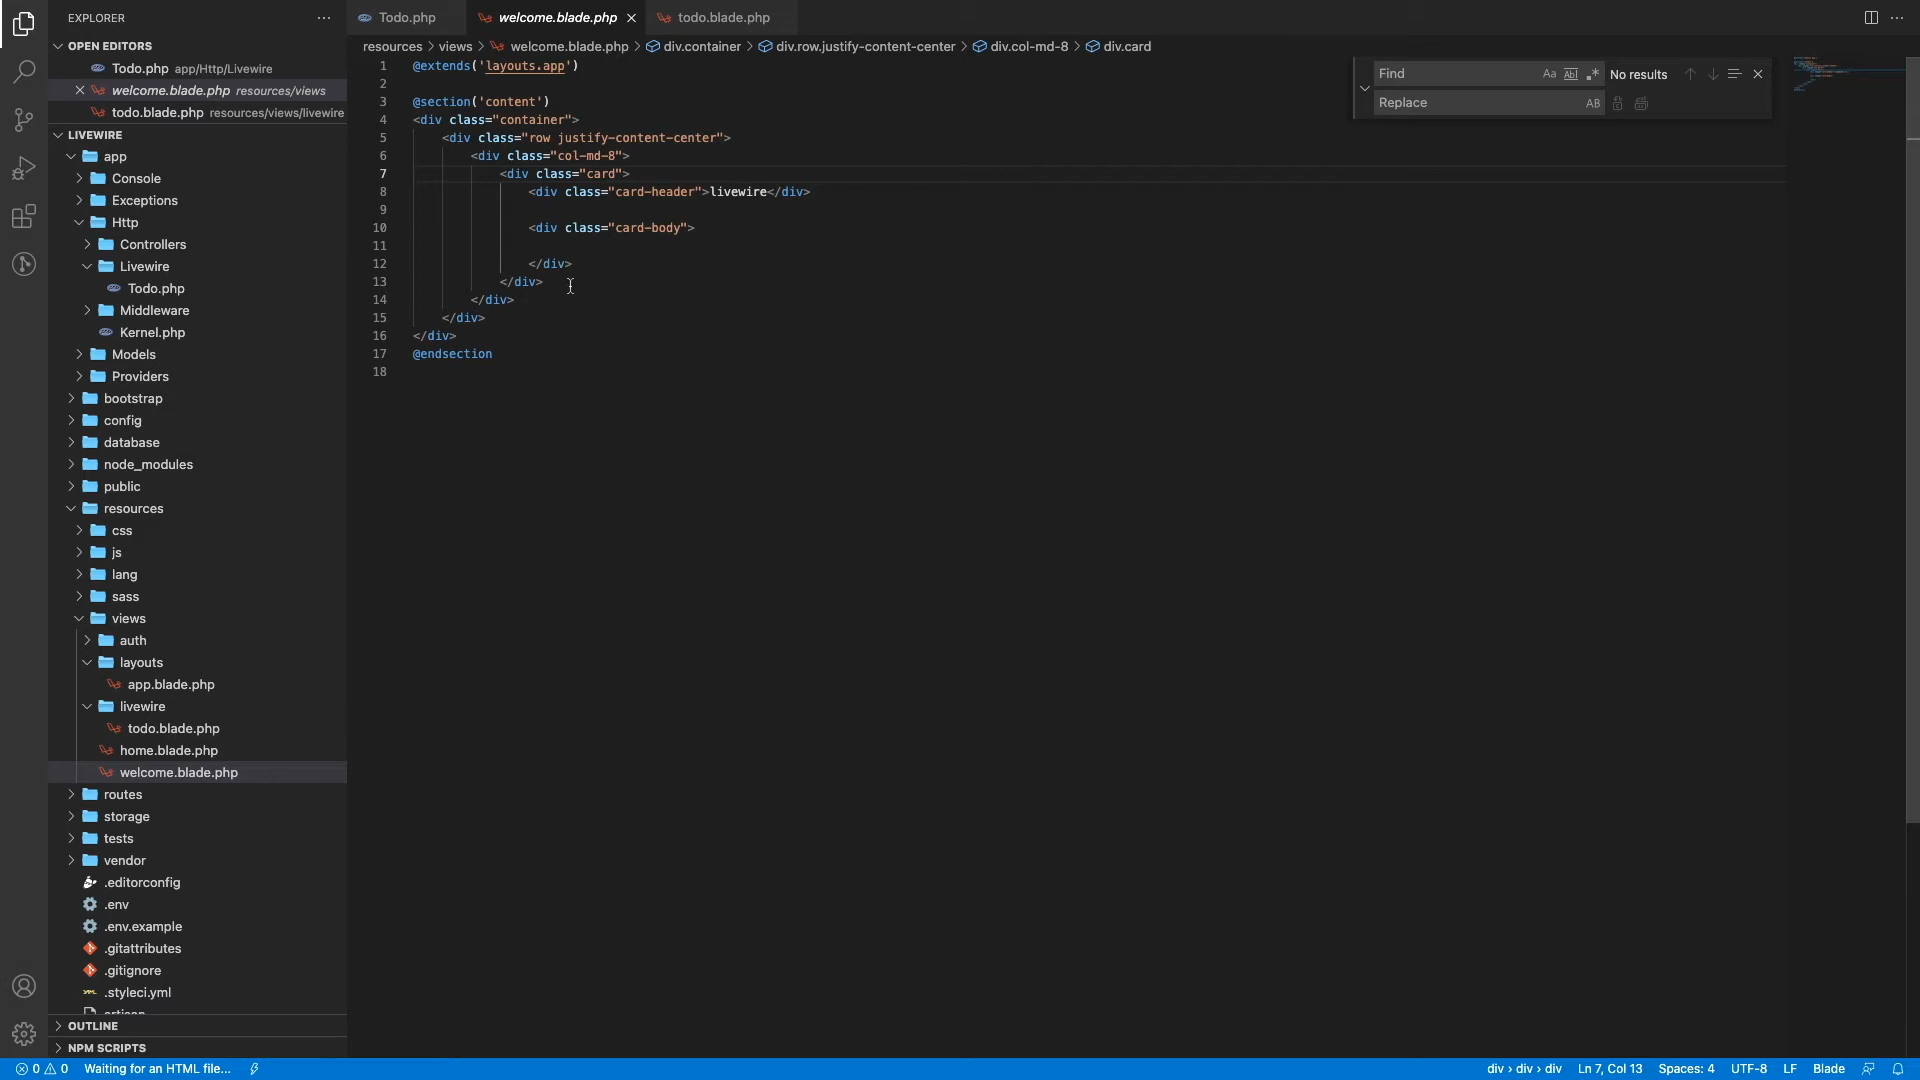 EXPLORER
OPEN EDITORS
Todo.php app/Http/Livewire
welcome.blade.php resources/views
todo.blade.php resources/views/livewire
LIVEWIRE
app
Console
Exceptions
Http
Controllers
Livewire
Todo.php
Middleware
Kernel.php
Models
Providers
bootstrap
config
database
node_modules
public
resources
css
js
lang
sass
views
auth
layouts
app.blade.php
livewire
todo.blade.php
home.blade.php
welcome.blade.php
routes
storage
tests
vendor
.editorconfig
.env
.env.example
.gitattributes
.gitignore
.styleci.yml
artisan
OUTLINE
NPM SCRIPTS
Todo.php welcome.blade.php todo.blade.php
resources > views > welcome.blade.php > div.container > div.row.justify-content-center > div.col-md-8 > div.card
Find Aa Ab| .* No results
Replace AB
1 @extends('layouts.app')
2
3 @section('content')
4 <div class="container">
5 <div class="row justify-content-center">
6 <div class="col-md-8">
7 <div class="card">
8 <div class="card-header">livewire</div>
9
10 <div class="card-body">
11
12 </div>
13 </div>
14 </div>
15 </div>
16 </div>
17 @endsection
18
0 0 Waiting for an HTML file... div > div > div Ln 7, Col 13 Spaces: 4 UTF-8 LF Blade